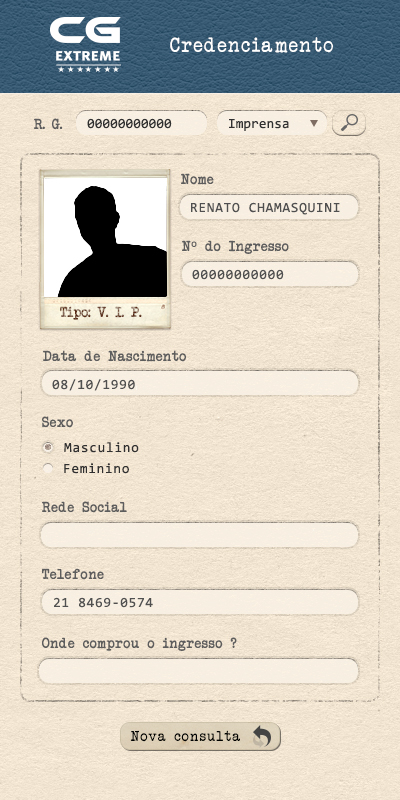 CG
EXTREME
Credenciamento
R. G. 00000000000 Imprensa
Nome
RENATO CHAMASQUINI
Nº do Ingresso
00000000000
Tipo: V. I. P.
Data de Nascimento
08/10/1990
Sexo
Masculino
Feminino
Rede Social
Telefone
21 8469-0574
Onde comprou o ingresso ?
Nova consulta